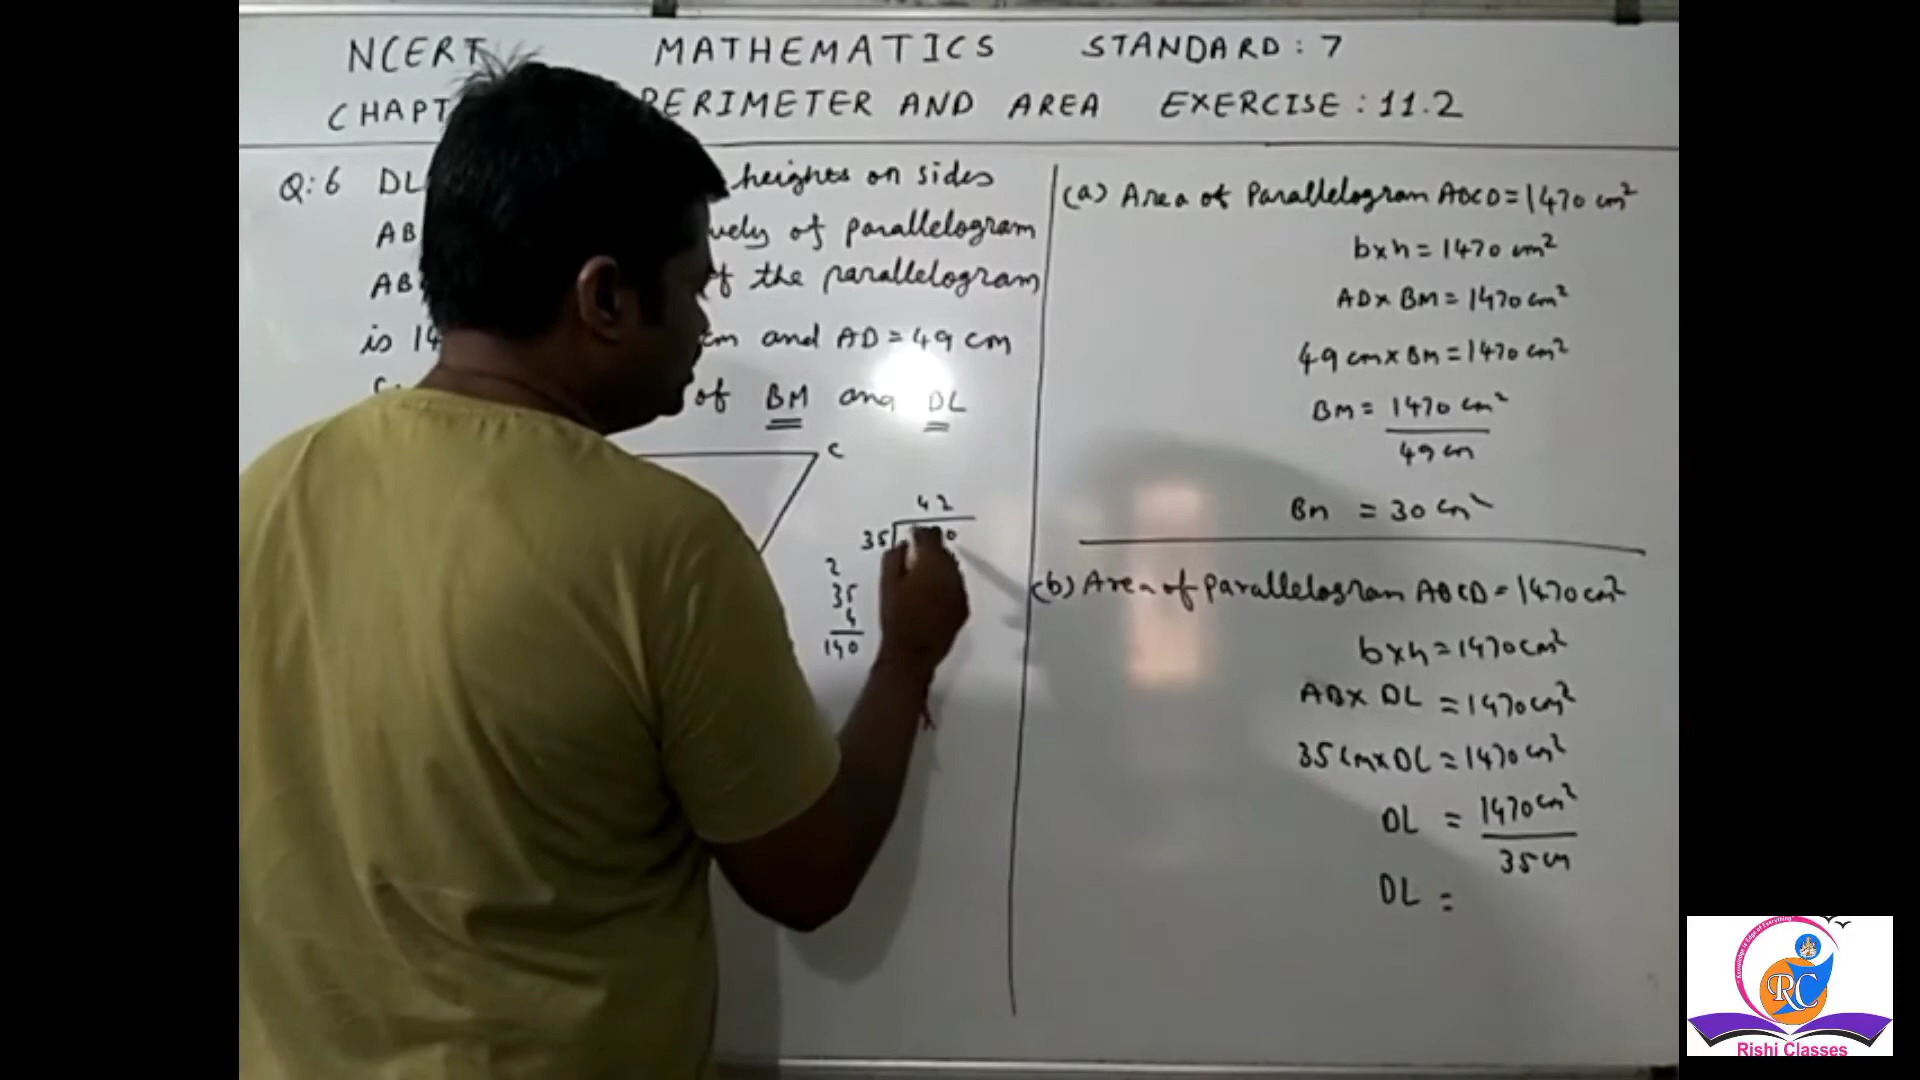 NCERT MATHEMATICS STANDARD : 7
CHAPT PERIMETER AND AREA EXERCISE : 11.2
Q:6 DL heights on sides
AB vely of parallelogram
AB of the parallelogram
is 14 cm and AD = 49 cm
of BM and DL
C
42
35
0
2
35
4
140
(a) Area of Parallelogram ABCD = 1470 cm²
b×h = 1470 cm²
AD × BM = 1470 cm²
49 cm × BM = 1470 cm²
BM = 1470 cm²
49 cm
BM = 30 cm
(b) Area of Parallelogram ABCD = 1470 cm²
b×h = 1470 cm²
AB × DL = 1470 cm²
35 cm × DL = 1470 cm²
DL = 1470 cm²
35 cm
DL =
RC
Rishi Classes